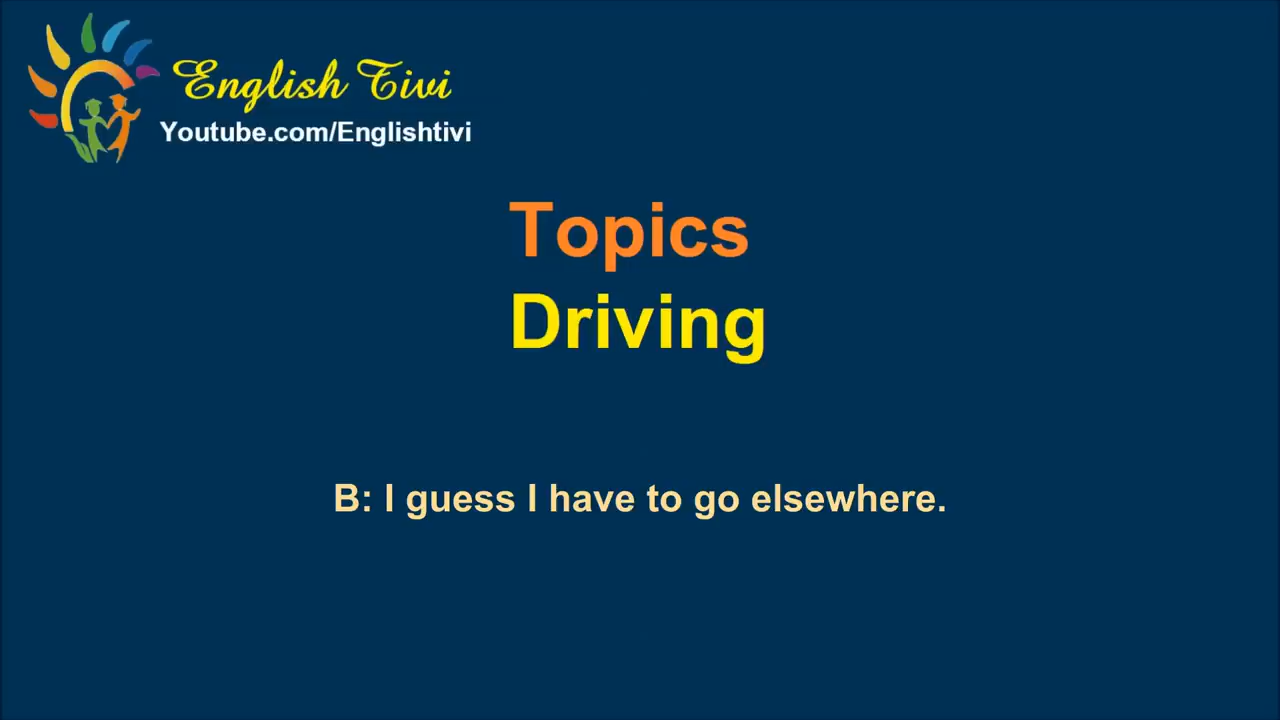 English Tivi
Youtube.com/Englishtivi
Topics
Driving
B: I guess I have to go elsewhere.